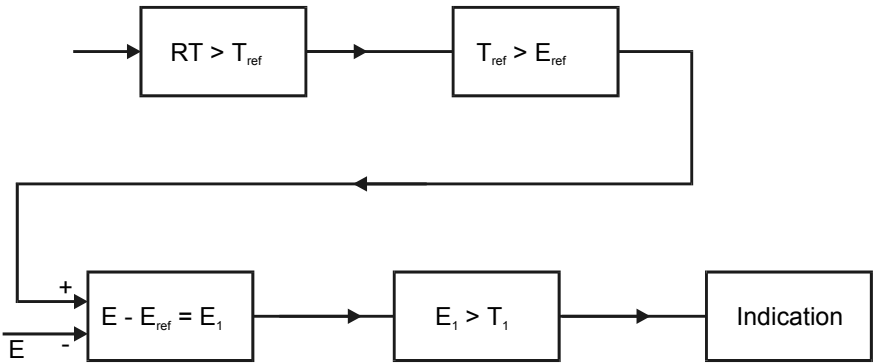 RT > T_ref
T_ref > E_ref
+
E - E_ref = E_1
E_1 > T_1
Indication
E
-